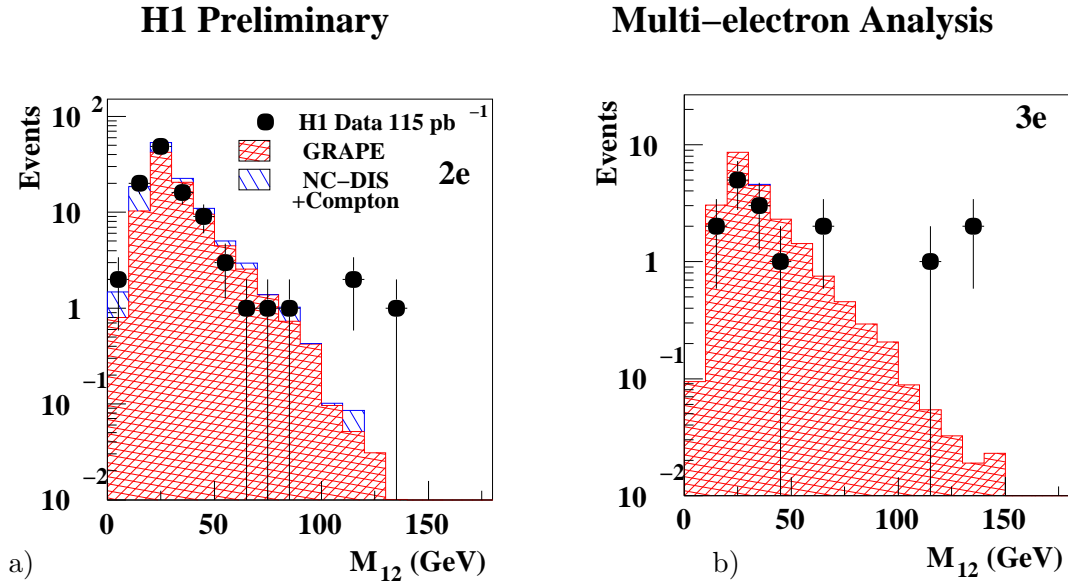 H1 Preliminary
Multi−electron Analysis
Events
10 2
10
1
10 −1
10 −2
H1 Data 115 pb −1
GRAPE
NC−DIS
+Compton
2e
0 50 100 150
M12 (GeV)
a)
Events
10
1
10 −1
10 −2
3e
0 50 100 150
M12 (GeV)
b)